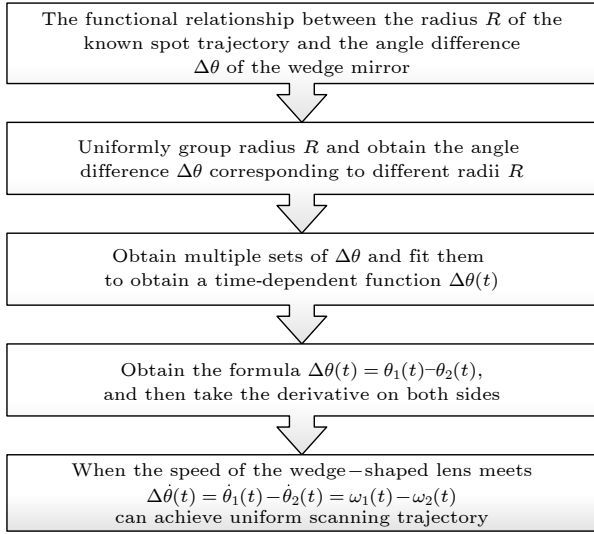 The functional relationship between the radius R of the
known spot trajectory and the angle difference
Δθ of the wedge mirror
Uniformly group radius R and obtain the angle
difference Δθ corresponding to different radii R
Obtain multiple sets of Δθ and fit them
to obtain a time-dependent function Δθ(t)
Obtain the formula Δθ(t) = θ₁(t)–θ₂(t),
and then take the derivative on both sides
When the speed of the wedge−shaped lens meets
Δθ̇(t) = θ̇₁(t) − θ̇₂(t) = ω₁(t) − ω₂(t)
can achieve uniform scanning trajectory